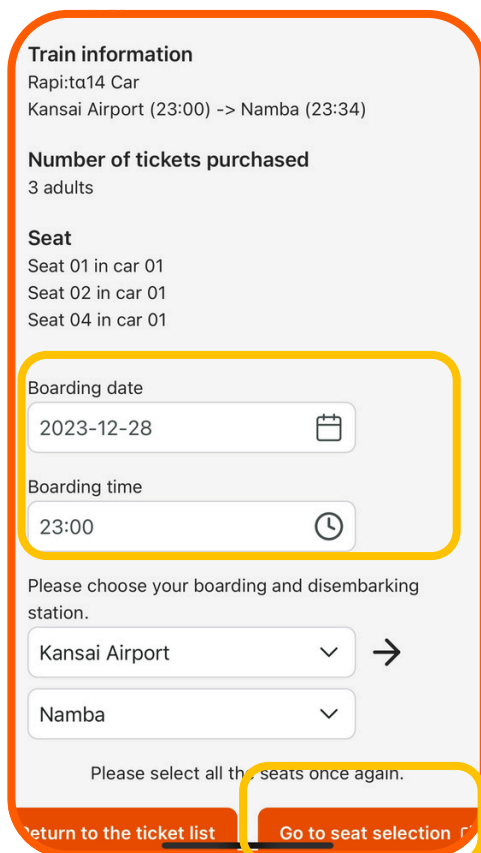 Train information
Rapi:tα14 Car
Kansai Airport (23:00) -> Namba (23:34)
Number of tickets purchased
3 adults
Seat
Seat 01 in car 01
Seat 02 in car 01
Seat 04 in car 01
Boarding date
2023-12-28
Boarding time
23:00
Please choose your boarding and disembarking
station.
Kansai Airport
Namba
Please select all the seats once again.
Return to the ticket list
Go to seat selection